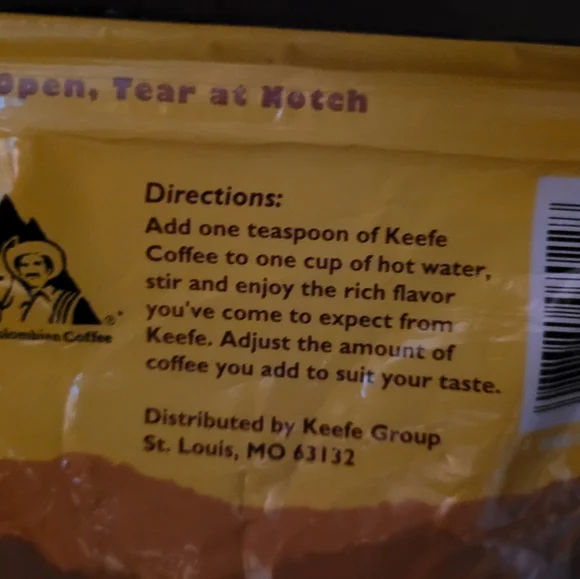 Open, Tear at Notch
Directions:
Add one teaspoon of Keefe
Coffee to one cup of hot water,
stir and enjoy the rich flavor
you've come to expect from
Keefe. Adjust the amount of
coffee you add to suit your taste.
olombian Coffee
Distributed by Keefe Group
St. Louis, MO 63132